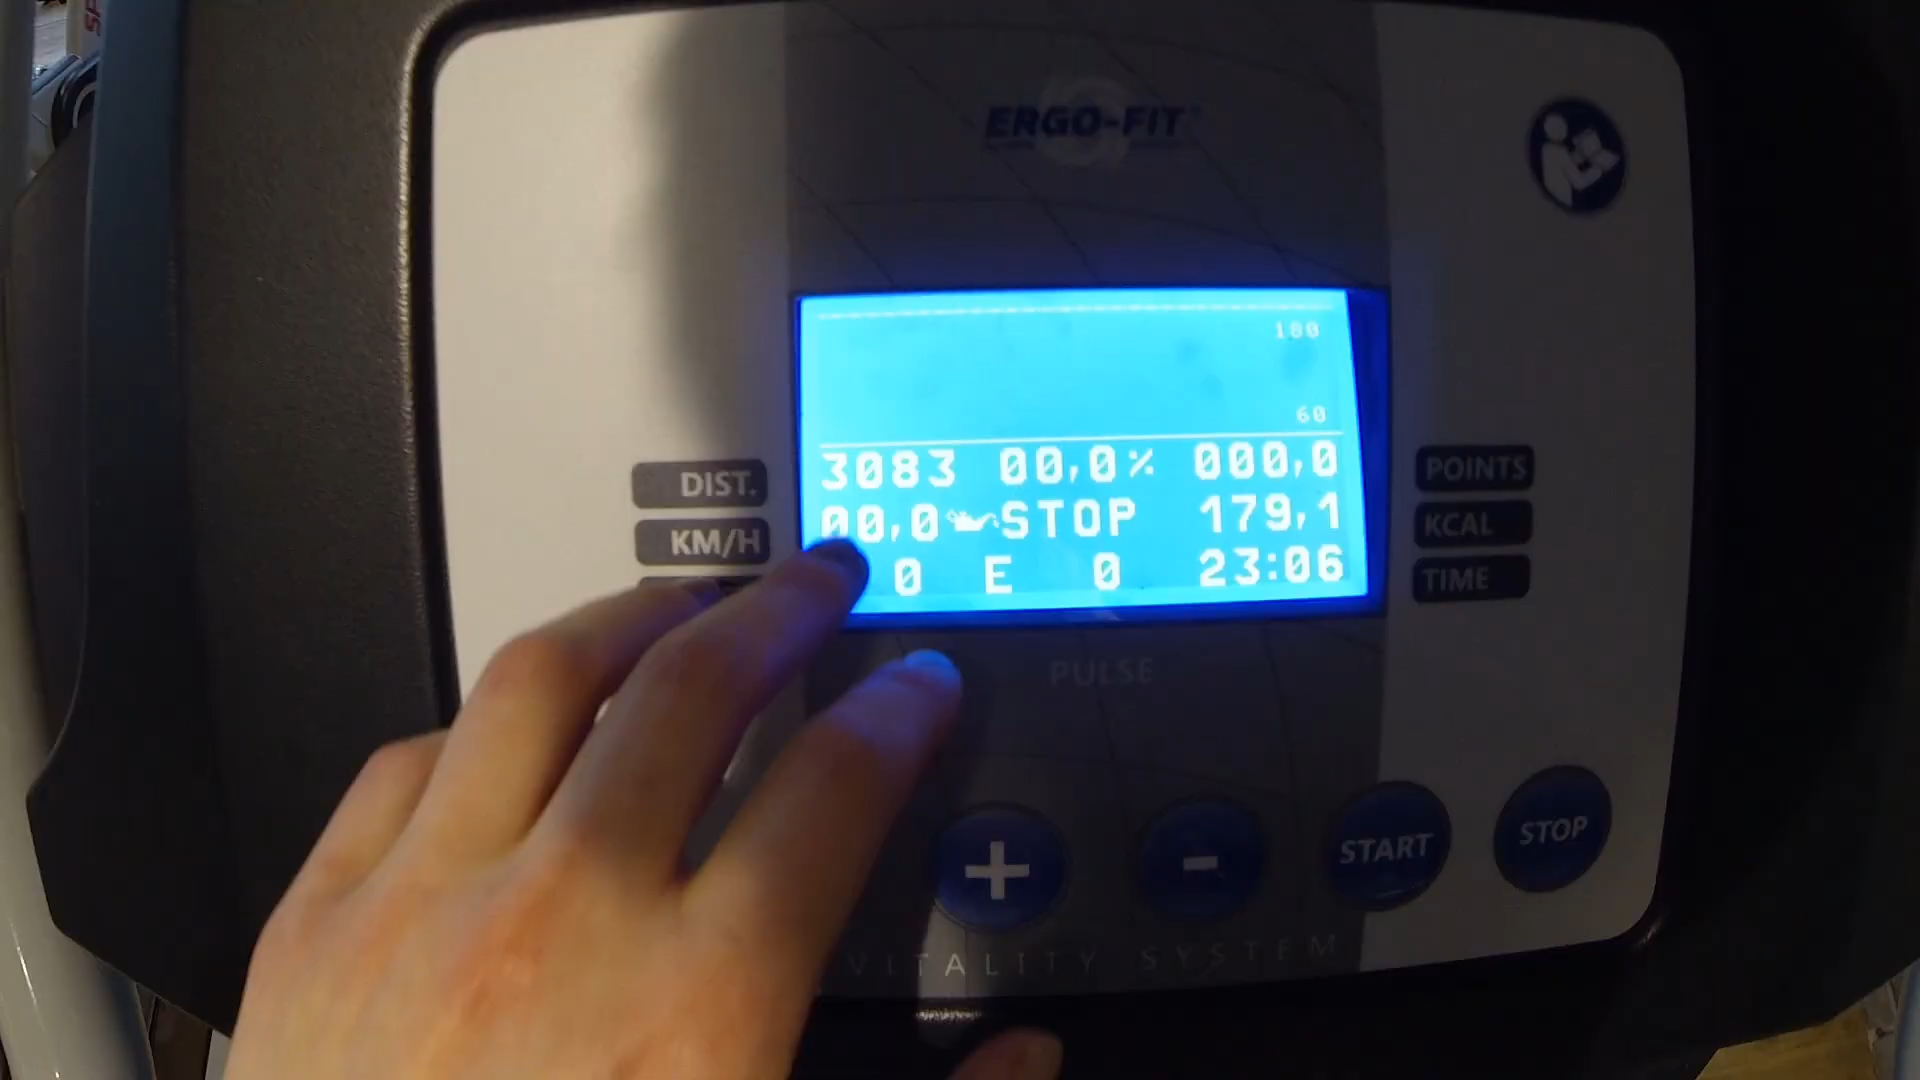 ERGO-FIT
180
60
DIST.
3083 00,0% 000,0
POINTS
KM/H
00,0 STOP 179,1
KCAL
0 E 0 23:06
TIME
PULSE
+
-
START
STOP
VITALITY SYSTEM